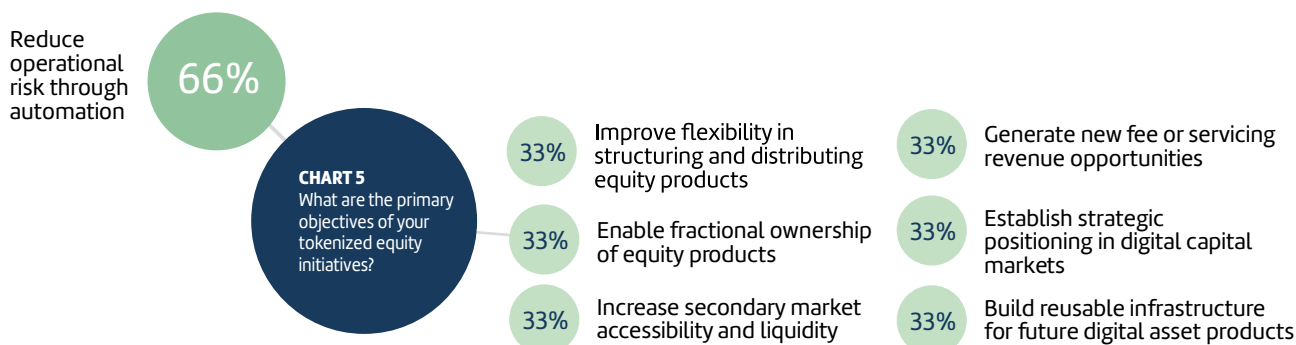 Reduce
operational
risk through
automation
66%
CHART 5
What are the primary
objectives of your
tokenized equity
initiatives?
33%
Improve flexibility in
structuring and distributing
equity products
33%
Enable fractional ownership
of equity products
33%
Increase secondary market
accessibility and liquidity
33%
Generate new fee or servicing
revenue opportunities
33%
Establish strategic
positioning in digital capital
markets
33%
Build reusable infrastructure
for future digital asset products